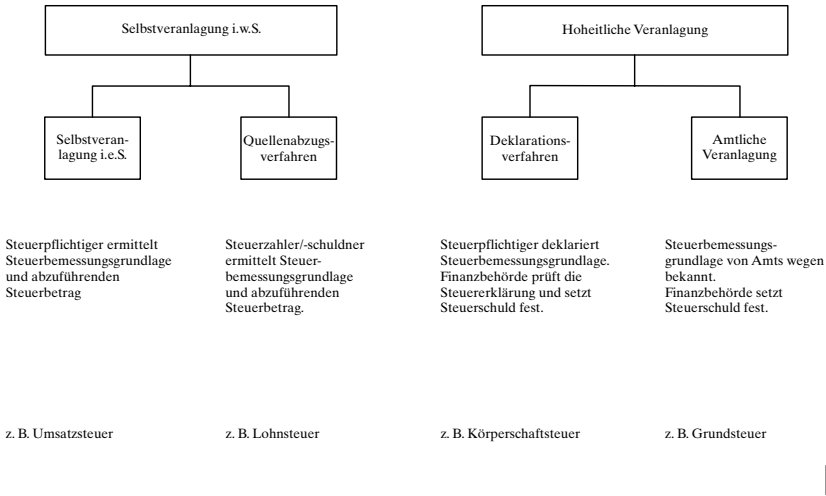 Selbstveranlagung i.w.S.
Hoheitliche Veranlagung
Selbstveran-
lagung i.e.S.
Quellenabzugs-
verfahren
Deklarations-
verfahren
Amtliche
Veranlagung
Steuerpflichtiger ermittelt
Steuerbemessungsgrundlage
und abzuführenden
Steuerbetrag
Steuerzahler/-schuldner
ermittelt Steuer-
bemessungsgrundlage
und abzuführenden
Steuerbetrag.
Steuerpflichtiger deklariert
Steuerbemessungsgrundlage.
Finanzbehörde prüft die
Steuererklärung und setzt
Steuerschuld fest.
Steuerbemessungs-
grundlage von Amts wegen
bekannt.
Finanzbehörde setzt
Steuerschuld fest.
z. B. Umsatzsteuer
z. B. Lohnsteuer
z. B. Körperschaftsteuer
z. B. Grundsteuer